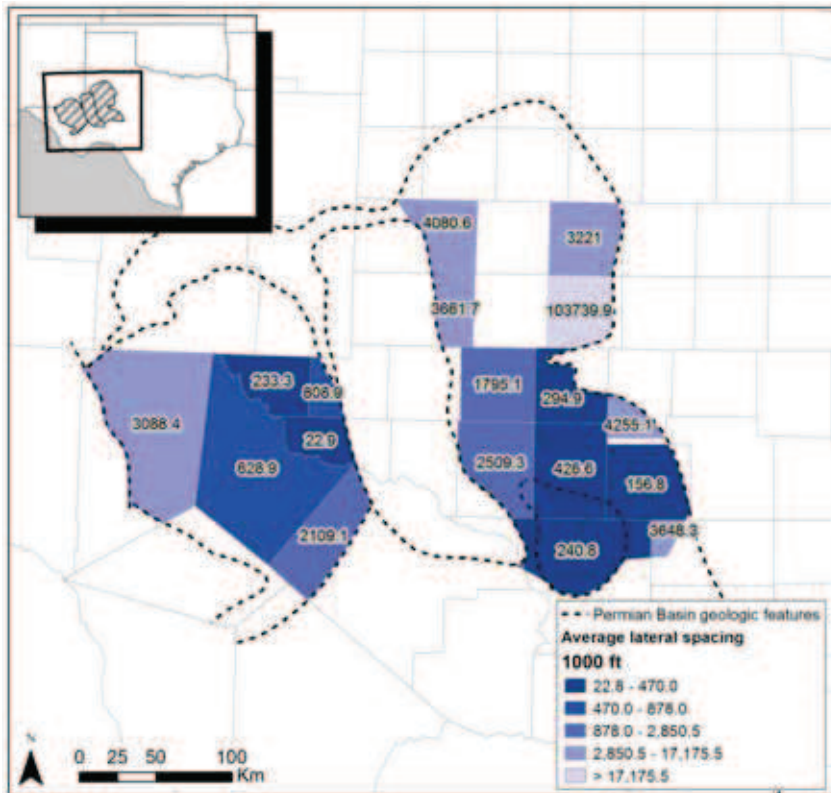 4080.6
3221
3661.7
103739.9
1795.1
294.9
4255.1
233.3
608.9
3088.4
22.9
628.9
2509.3
426.6
156.8
2109.1
240.8
3648.3
Permian Basin geologic features
Average lateral spacing
1000 ft
22.8 - 470.0
470.0 - 878.0
878.0 - 2,850.5
2,850.5 - 17,175.5
> 17,175.5
N
0 25 50 100
Km